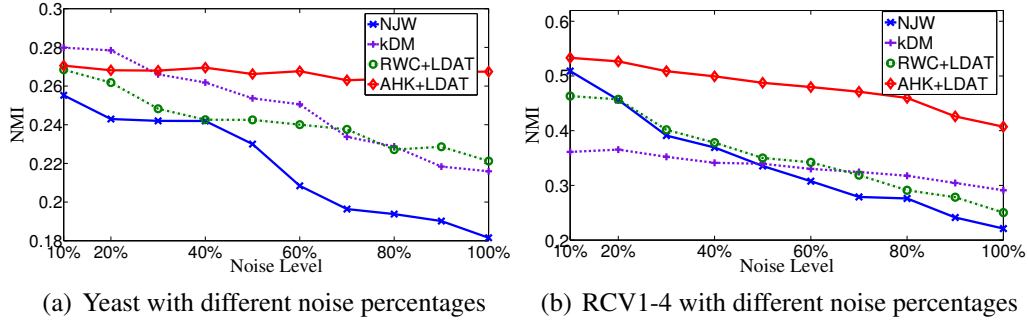 0.3
0.28
0.26
0.24
0.22
0.2
0.18
NMI
10%
20%
40%
60%
80%
100%
Noise Level
NJW
kDM
RWC+LDAT
AHK+LDAT
(a) Yeast with different noise percentages
0.6
0.5
0.4
0.3
0.2
NMI
10%
20%
40%
60%
80%
100%
Noise Level
NJW
kDM
RWC+LDAT
AHK+LDAT
(b) RCV1-4 with different noise percentages